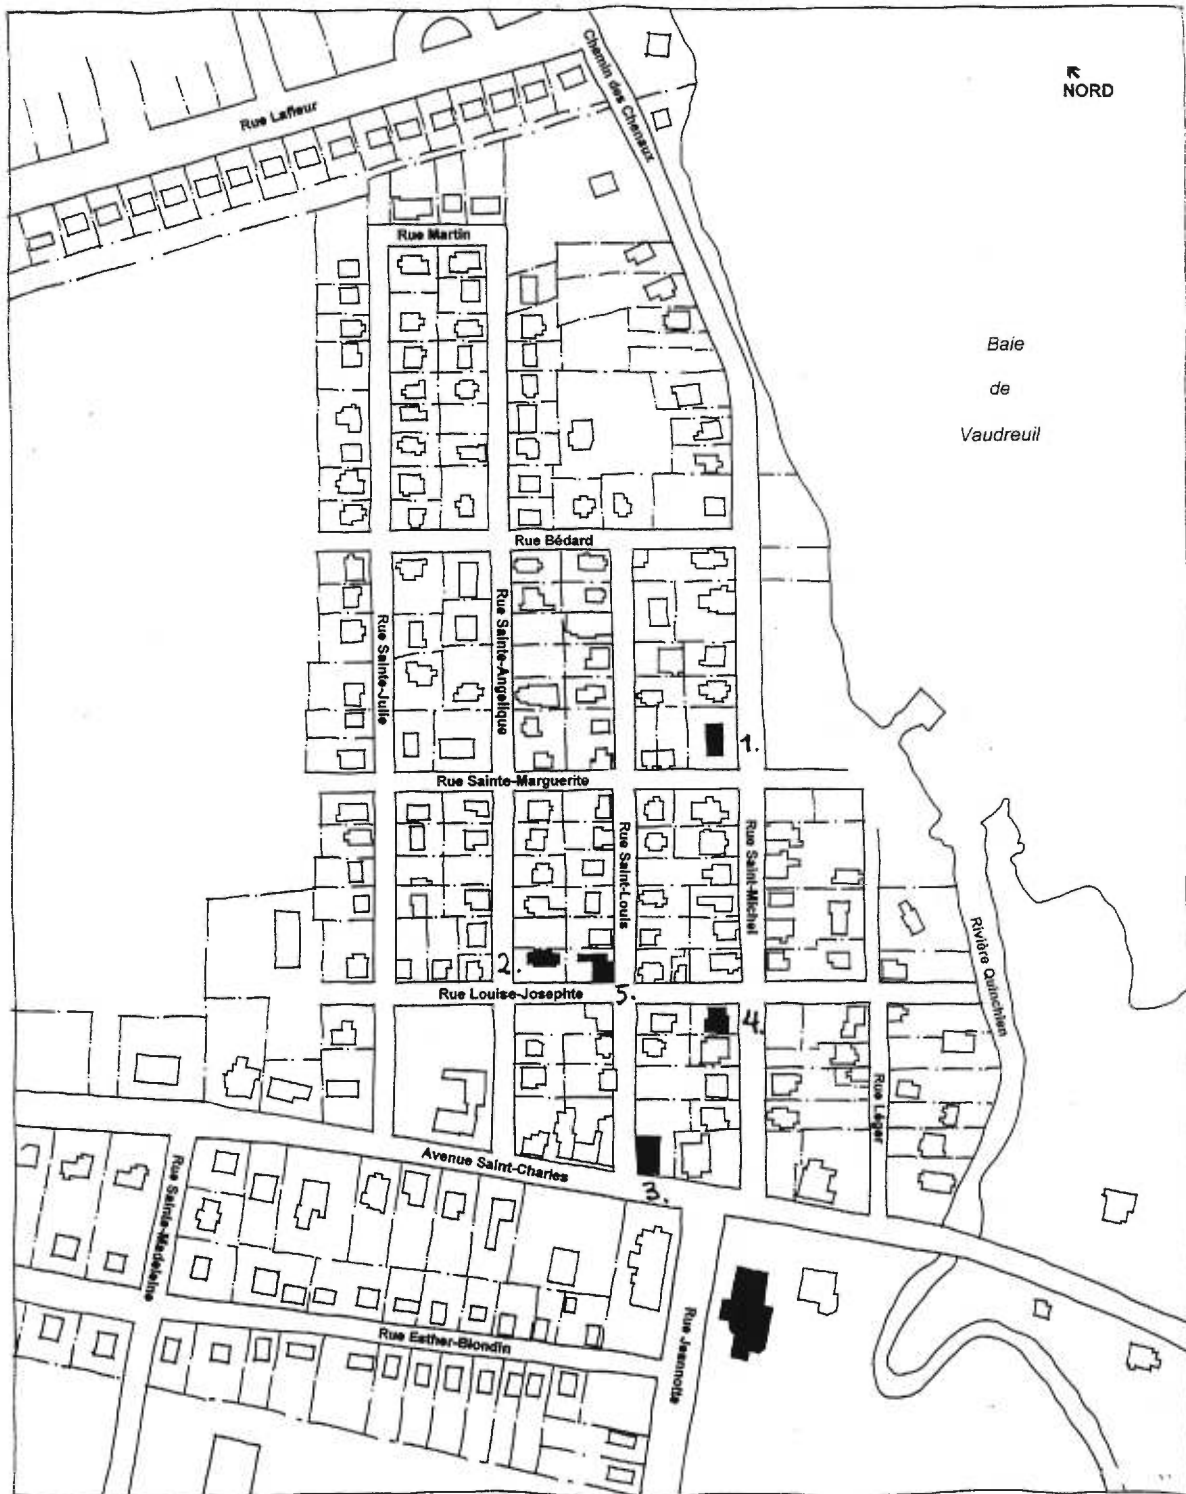 Chemin des Chenaux
NORD
Rue Lafleur
Rue Martin
Baie
de
Vaudreuil
Rue Bédard
Rue Sainte-Julie
Rue Sainte-Angelique
1.
Rue Sainte-Marguerite
Rue Saint-Louis
Rue Saint-Michel
Rivière Quinchien
2.
Rue Louise-Josephte
5.
4.
Rue Léger
Avenue Saint-Charles
3.
Rue Sainte-Madeleine
Rue Esther-Blondin
Rue Jeannotte